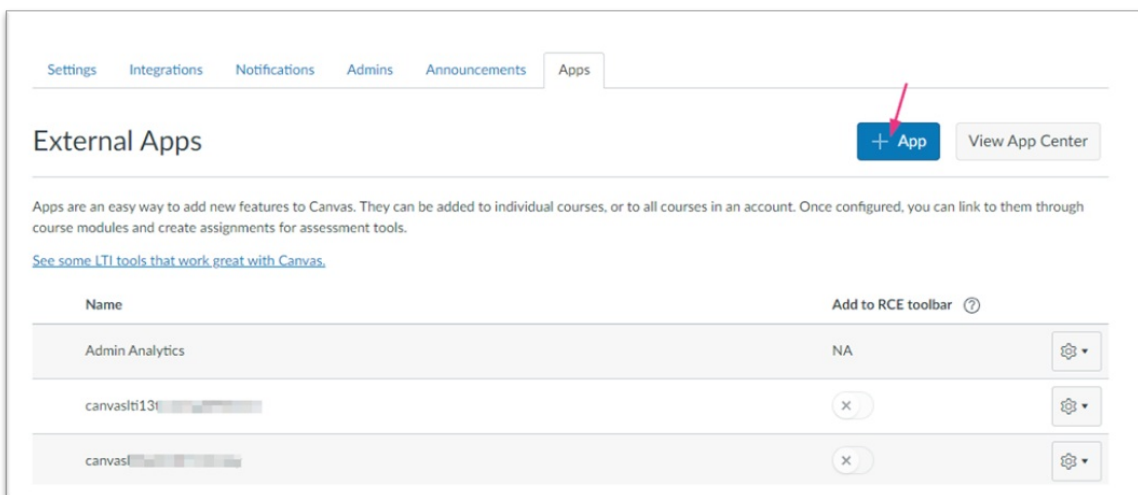 Settings Integrations Notifications Admins Announcements Apps
External Apps + App View App Center
Apps are an easy way to add new features to Canvas. They can be added to individual courses, or to all courses in an account. Once configured, you can link to them through
course modules and create assignments for assessment tools.
See some LTI tools that work great with Canvas.
Name Add to RCE toolbar ?
Admin Analytics NA